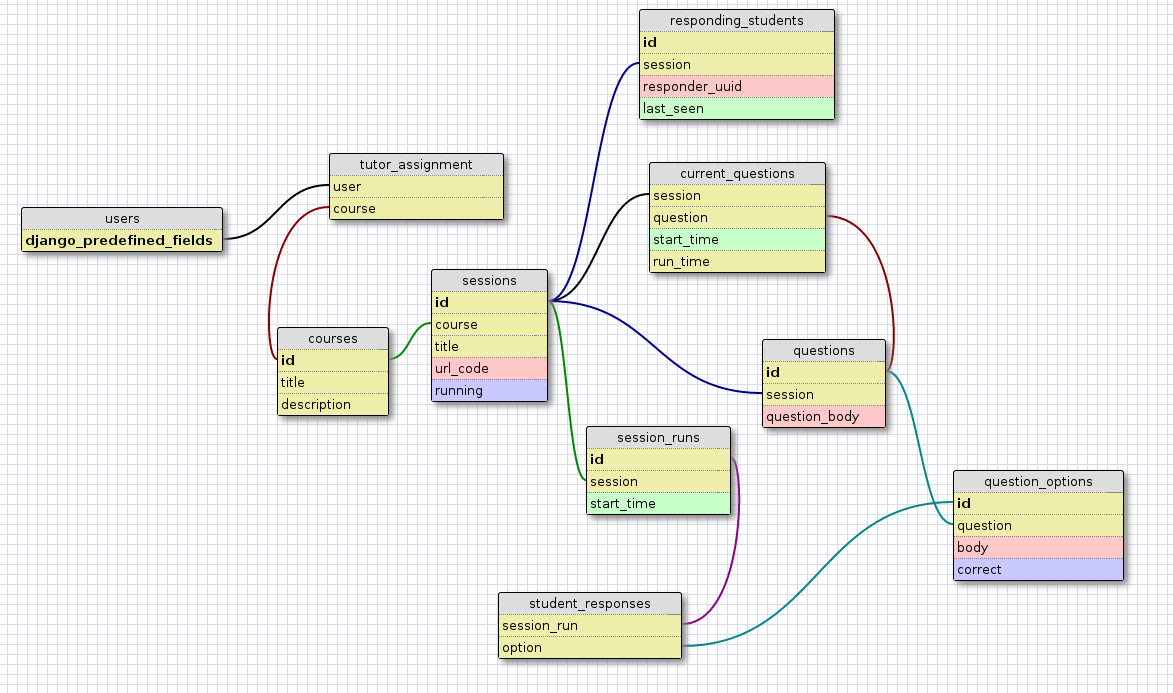 responding_students
id
session
responder_uuid
last_seen
tutor_assignment
user
course
current_questions
session
question
start_time
run_time
users
django_predefined_fields
sessions
id
course
title
url_code
running
courses
id
title
description
questions
id
session
question_body
session_runs
id
session
start_time
question_options
id
question
body
correct
student_responses
session_run
option